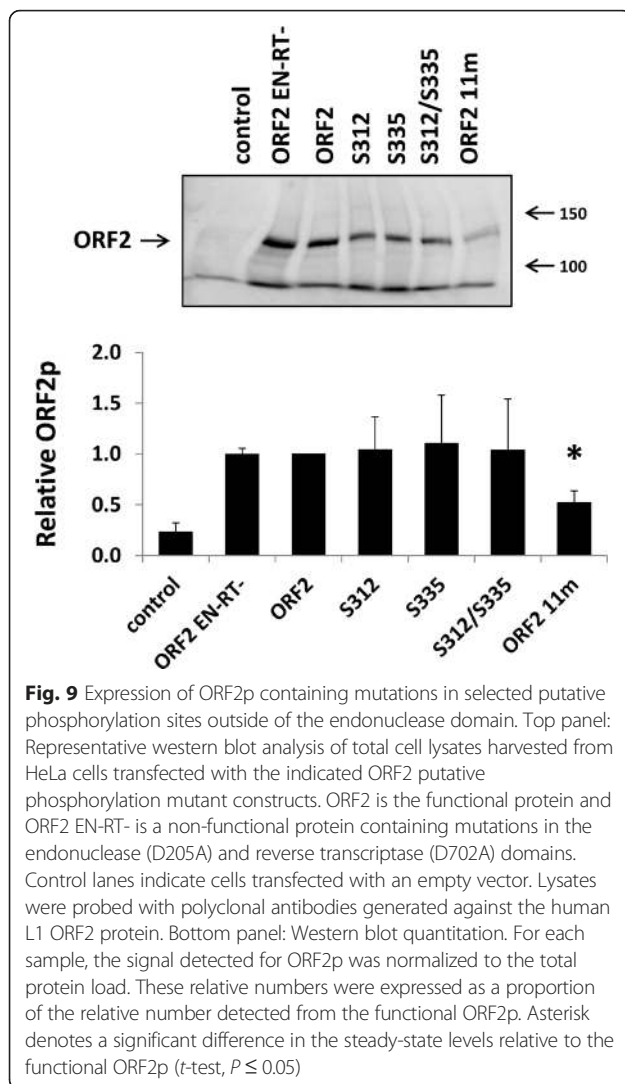 control
ORF2 EN-RT-
ORF2
S312
S335
S312/S335
ORF2 11m
ORF2 →
← 150
← 100
Relative ORF2p
2.0
1.5
1.0
0.5
0.0
*
control
ORF2 EN-RT-
ORF2
S312
S335
S312/S335
ORF2 11m
Fig. 9 Expression of ORF2p containing mutations in selected putative
phosphorylation sites outside of the endonuclease domain. Top panel:
Representative western blot analysis of total cell lysates harvested from
HeLa cells transfected with the indicated ORF2 putative
phosphorylation mutant constructs. ORF2 is the functional protein and
ORF2 EN-RT- is a non-functional protein containing mutations in the
endonuclease (D205A) and reverse transcriptase (D702A) domains.
Control lanes indicate cells transfected with an empty vector. Lysates
were probed with polyclonal antibodies generated against the human
L1 ORF2 protein. Bottom panel: Western blot quantitation. For each
sample, the signal detected for ORF2p was normalized to the total
protein load. These relative numbers were expressed as a proportion
of the relative number detected from the functional ORF2p. Asterisk
denotes a significant difference in the steady-state levels relative to the
functional ORF2p (t-test, P ≤ 0.05)